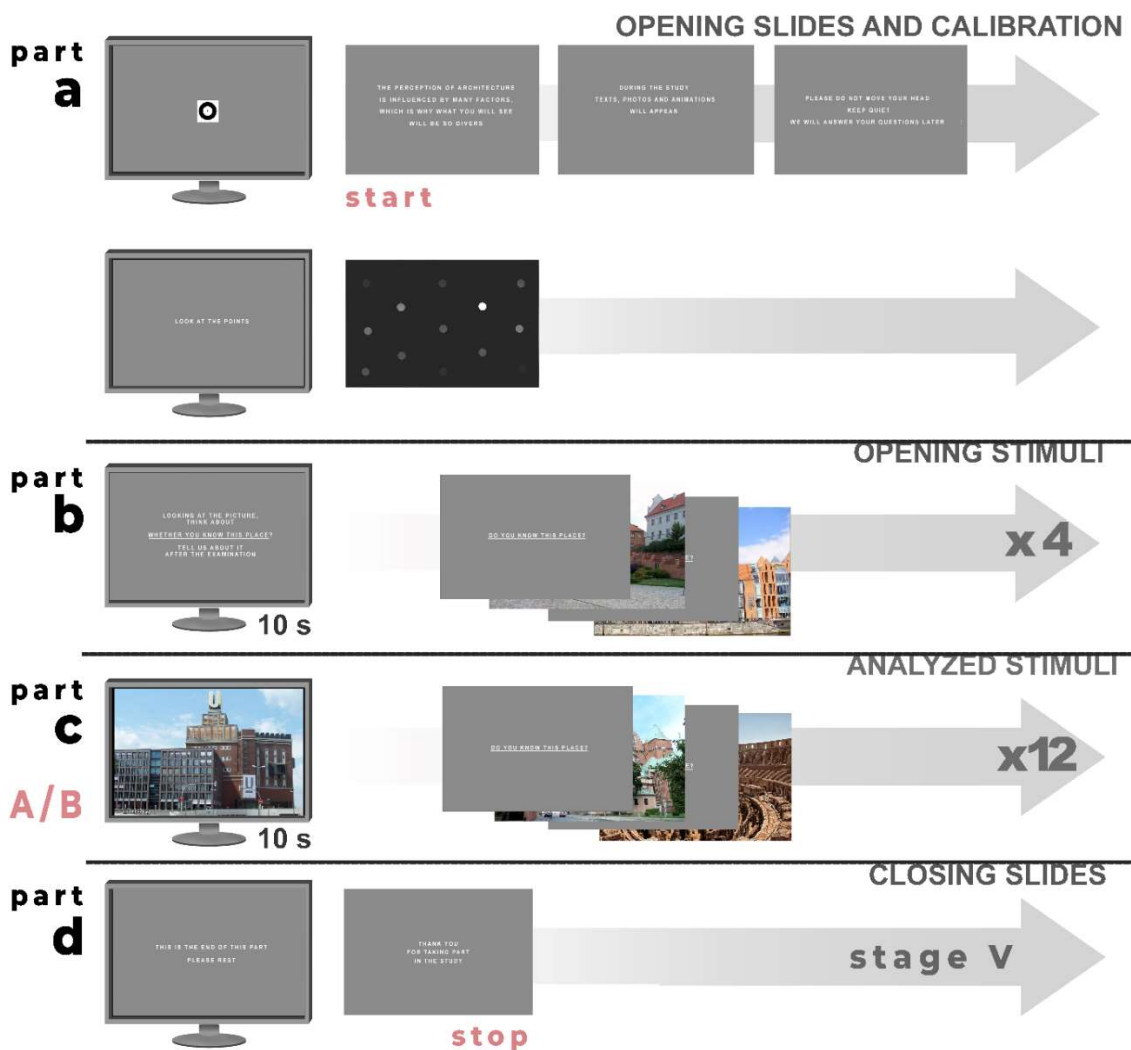 OPENING SLIDES AND CALIBRATION
part
a
THE PERCEPTION OF ARCHITECTURE
IS INFLUENCED BY MANY FACTORS,
WHICH IS WHY WHAT YOU WILL SEE
WILL BE SO DIVERS
DURING THE STUDY
TEXTS, PHOTOS AND ANIMATIONS
WILL APPEAR
PLEASE DO NOT MOVE YOUR HEAD
KEEP QUIET
WE WILL ANSWER YOUR QUESTIONS LATER
start
LOOK AT THE POINTS
OPENING STIMULI
part
b
LOOKING AT THE PICTURE,
THINK ABOUT
WHETHER YOU KNOW THIS PLACE?
TELL US ABOUT IT
AFTER THE EXAMINATION
10 s
DO YOU KNOW THIS PLACE?
x4
ANALYZED STIMULI
part
c
A/B
U
U
10 s
DO YOU KNOW THIS PLACE?
x12
CLOSING SLIDES
part
d
THIS IS THE END OF THIS PART
PLEASE REST
THANK YOU
FOR TAKING PART
IN THE STUDY
stop
stage V